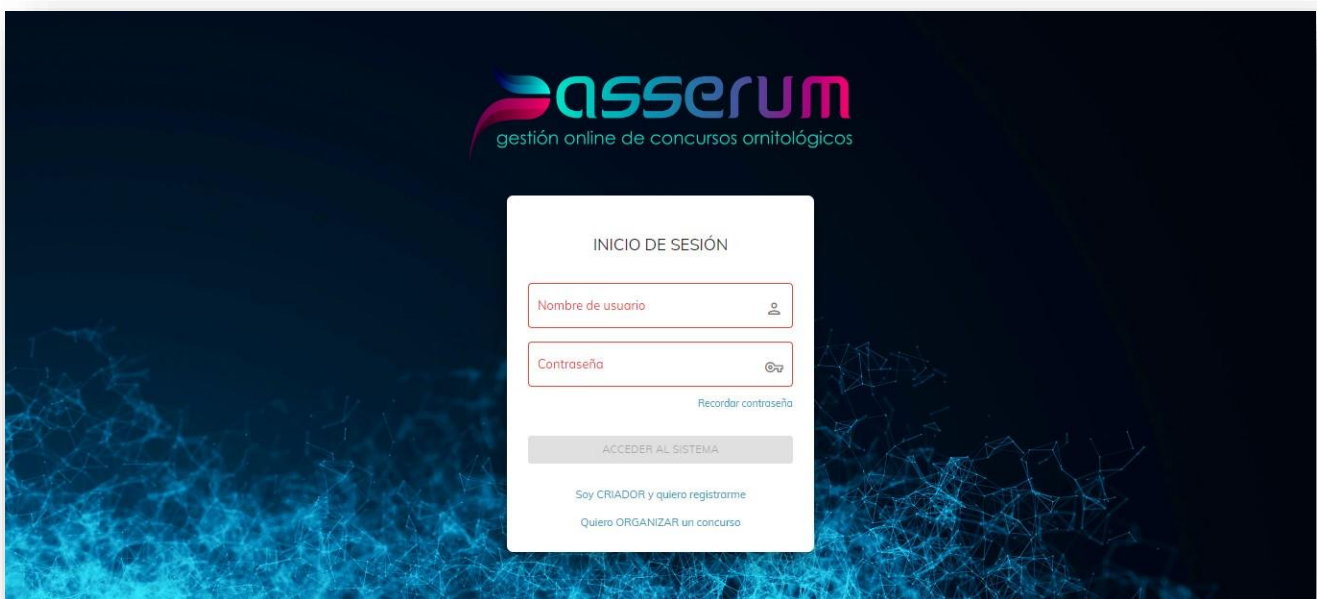 Passerum
gestión online de concursos ornitológicos
INICIO DE SESIÓN
Nombre de usuario
Contraseña
Recordar contraseña
ACCEDER AL SISTEMA
Soy CRIADOR y quiero registrarme
Quiero ORGANIZAR un concurso